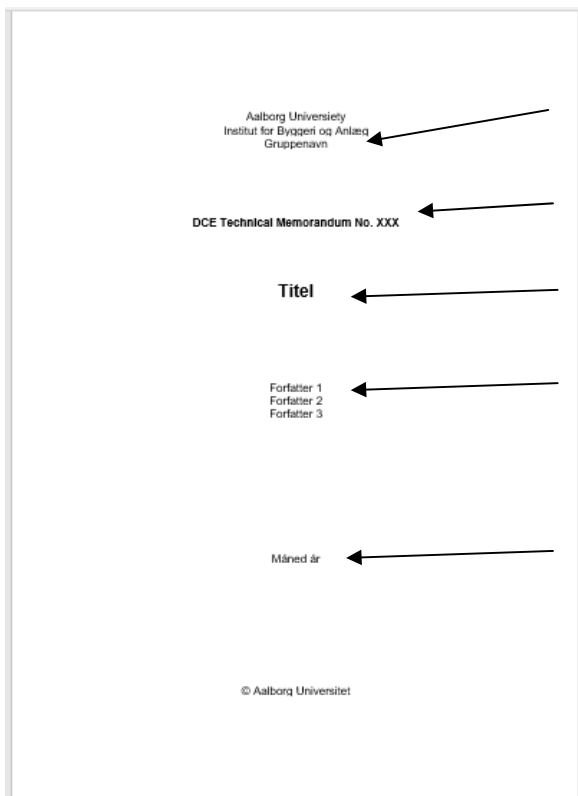 Aalborg Universiety
Institut for Byggeri og Anlæg
Gruppenavn
DCE Technical Memorandum No. XXX
Titel
Forfatter 1
Forfatter 2
Forfatter 3
Måned år
© Aalborg Universitet